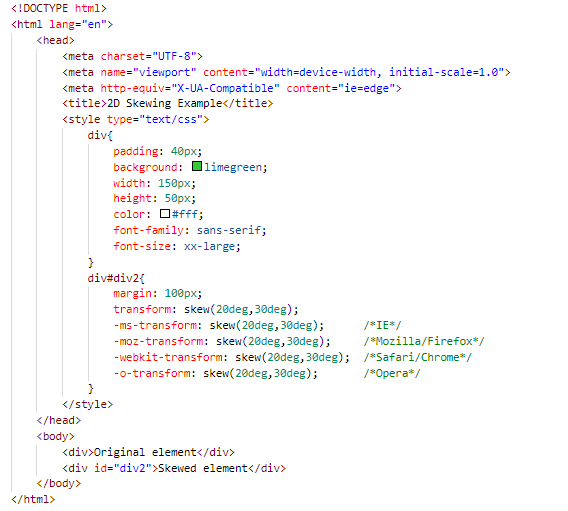 <!DOCTYPE html>
<html lang="en">
    <head>
        <meta charset="UTF-8">
        <meta name="viewport" content="width=device-width, initial-scale=1.0">
        <meta http-equiv="X-UA-Compatible" content="ie=edge">
        <title>2D Skewing Example</title>
        <style type="text/css">
            div{
                padding: 40px;
                background: limegreen;
                width: 150px;
                height: 50px;
                color: #fff;
                font-family: sans-serif;
                font-size: xx-large;
            }
            div#div2{
                margin: 100px;
                transform: skew(20deg,30deg);
                -ms-transform: skew(20deg,30deg);      /*IE*/
                -moz-transform: skew(20deg,30deg);     /*Mozilla/Firefox*/
                -webkit-transform: skew(20deg,30deg);  /*Safari/Chrome*/
                -o-transform: skew(20deg,30deg);       /*Opera*/
            }
        </style>
    </head>
    <body>
        <div>Original element</div>
        <div id="div2">Skewed element</div>
    </body>
</html>